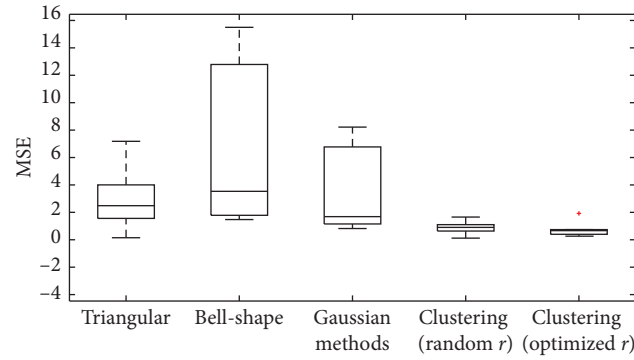 MSE
16
14
12
10
8
6
4
2
0
−2
−4
Triangular
Bell-shape
Gaussian
methods
Clustering
(random r)
Clustering
(optimized r)